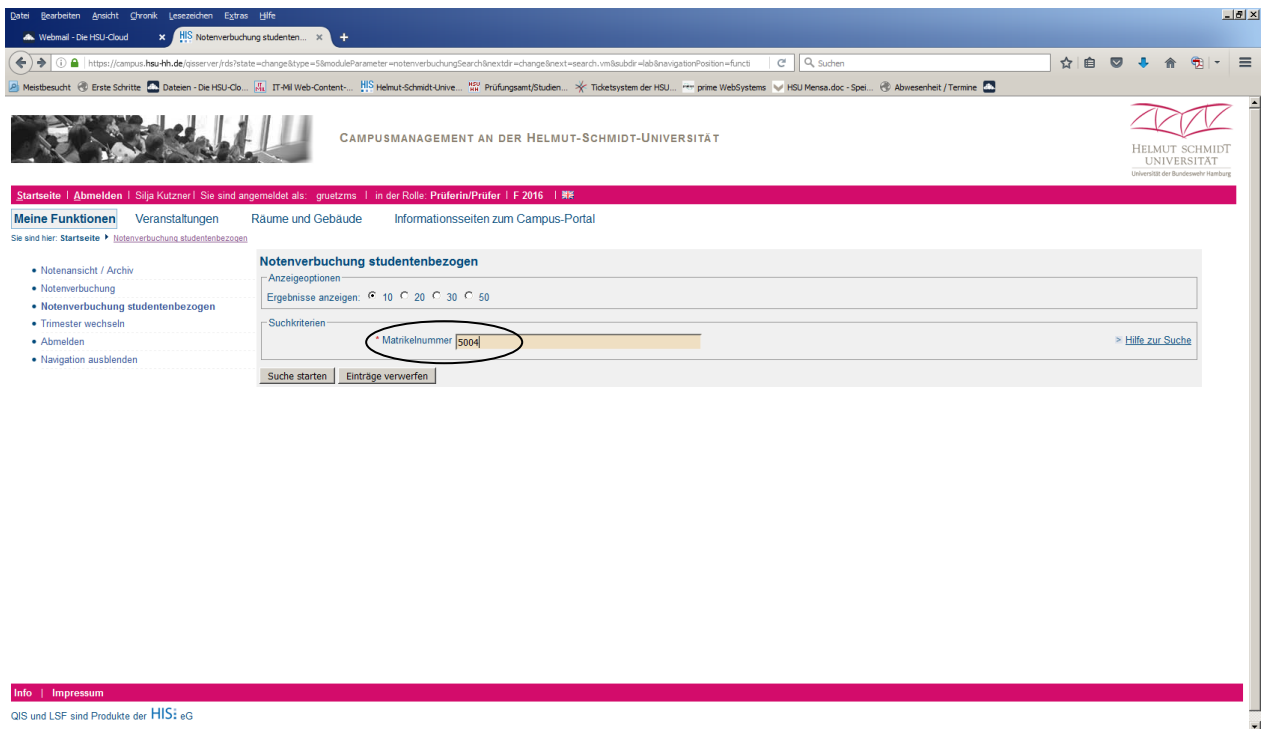 Datei Bearbeiten Ansicht Chronik Lesezeichen Extras Hilfe
Webmail - Die HSU-Cloud × HIS Notenverbuchung studenten... × +
https://campus.hsu-hh.de/qisserver/rds?state=change&type=5&moduleParameter=notenverbuchungSearch&nextdir=change&next=search.vm&subdir=lab&navigationPosition=functi Suchen
Meistbesucht Erste Schritte Dateien - Die HSU-Clo... IT-Mil Web-Content-... HIS Helmut-Schmidt-Unive... HSU HH Prüfungsamt/Studien... Ticketsystem der HSU... prime WebSystems HSU Mensa.doc - Spei... Abwesenheit / Termine
CAMPUSMANAGEMENT AN DER HELMUT-SCHMIDT-UNIVERSITÄT
HELMUT SCHMIDT
UNIVERSITÄT
Universität der Bundeswehr Hamburg
Startseite | Abmelden | Silja Kutzner | Sie sind angemeldet als: gruetzms | in der Rolle: Prüferin/Prüfer | F 2016 |
Meine Funktionen Veranstaltungen Räume und Gebäude Informationsseiten zum Campus-Portal
Sie sind hier: Startseite Notenverbuchung studentenbezogen
Notenansicht / Archiv
Notenverbuchung
Notenverbuchung studentenbezogen
Trimester wechseln
Abmelden
Navigation ausblenden
Notenverbuchung studentenbezogen
Anzeigeoptionen
Ergebnisse anzeigen: 10 20 30 50
Suchkriterien
* Matrikelnummer 5004
> Hilfe zur Suche
Suche starten Einträge verwerfen
Info | Impressum
QIS und LSF sind Produkte der HIS: eG